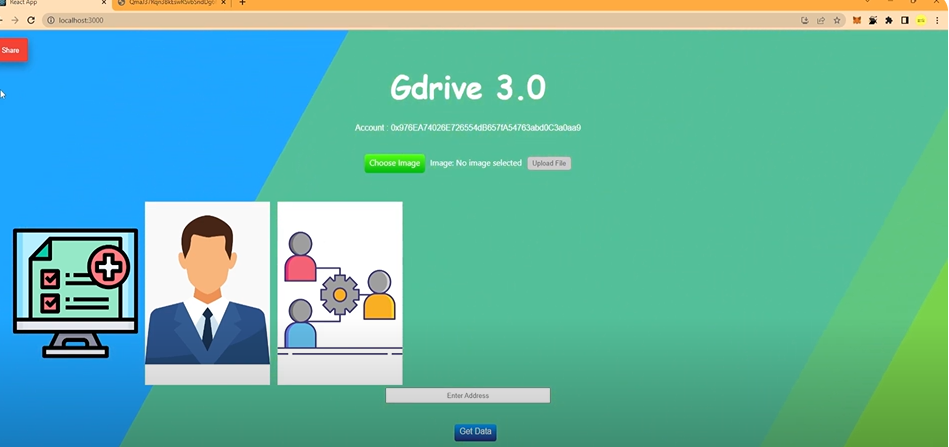 React App
localhost:3000
Share
Gdrive 3.0
Account : 0x976EA74026E726554dB657fA54763abd0C3a0aa9
Choose Image Image: No image selected Upload File
Enter Address
Get Data